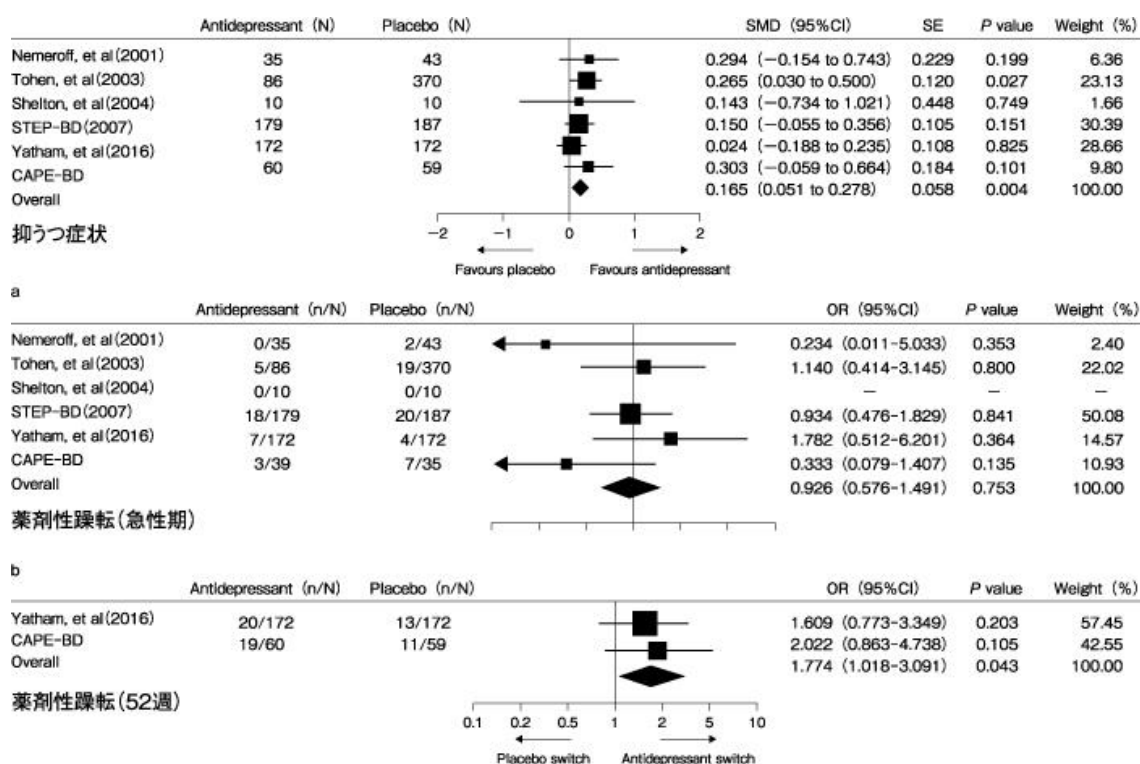 Antidepressant (N) Placebo (N) SMD (95%CI) SE P value Weight (%)
Nemeroff, et al(2001) 35 43 0.294 (−0.154 to 0.743) 0.229 0.199 6.36
Tohen, et al(2003) 86 370 0.265 (0.030 to 0.500) 0.120 0.027 23.13
Shelton, et al(2004) 10 10 0.143 (−0.734 to 1.021) 0.448 0.749 1.66
STEP-BD(2007) 179 187 0.150 (−0.055 to 0.356) 0.105 0.151 30.39
Yatham, et al(2016) 172 172 0.024 (−0.188 to 0.235) 0.108 0.825 28.66
CAPE-BD 60 59 0.303 (−0.059 to 0.664) 0.184 0.101 9.80
Overall 0.165 (0.051 to 0.278) 0.058 0.004 100.00
抑うつ症状
−2 −1 0 1 2
Favours placebo Favours antidepressant
a
Antidepressant (n/N) Placebo (n/N) OR (95%CI) P value Weight (%)
Nemeroff, et al(2001) 0/35 2/43 0.234 (0.011-5.033) 0.353 2.40
Tohen, et al(2003) 5/86 19/370 1.140 (0.414-3.145) 0.800 22.02
Shelton, et al(2004) 0/10 0/10 − − −
STEP-BD(2007) 18/179 20/187 0.934 (0.476-1.829) 0.841 50.08
Yatham, et al(2016) 7/172 4/172 1.782 (0.512-6.201) 0.364 14.57
CAPE-BD 3/39 7/35 0.333 (0.079-1.407) 0.135 10.93
Overall 0.926 (0.576-1.491) 0.753 100.00
薬剤性躁転(急性期)
b
Antidepressant (n/N) Placebo (n/N) OR (95%CI) P value Weight (%)
Yatham, et al(2016) 20/172 13/172 1.609 (0.773-3.349) 0.203 57.45
CAPE-BD 19/60 11/59 2.022 (0.863-4.738) 0.105 42.55
Overall 1.774 (1.018-3.091) 0.043 100.00
薬剤性躁転(52週)
0.1 0.2 0.5 1 2 5 10
Placebo switch Antidepressant switch